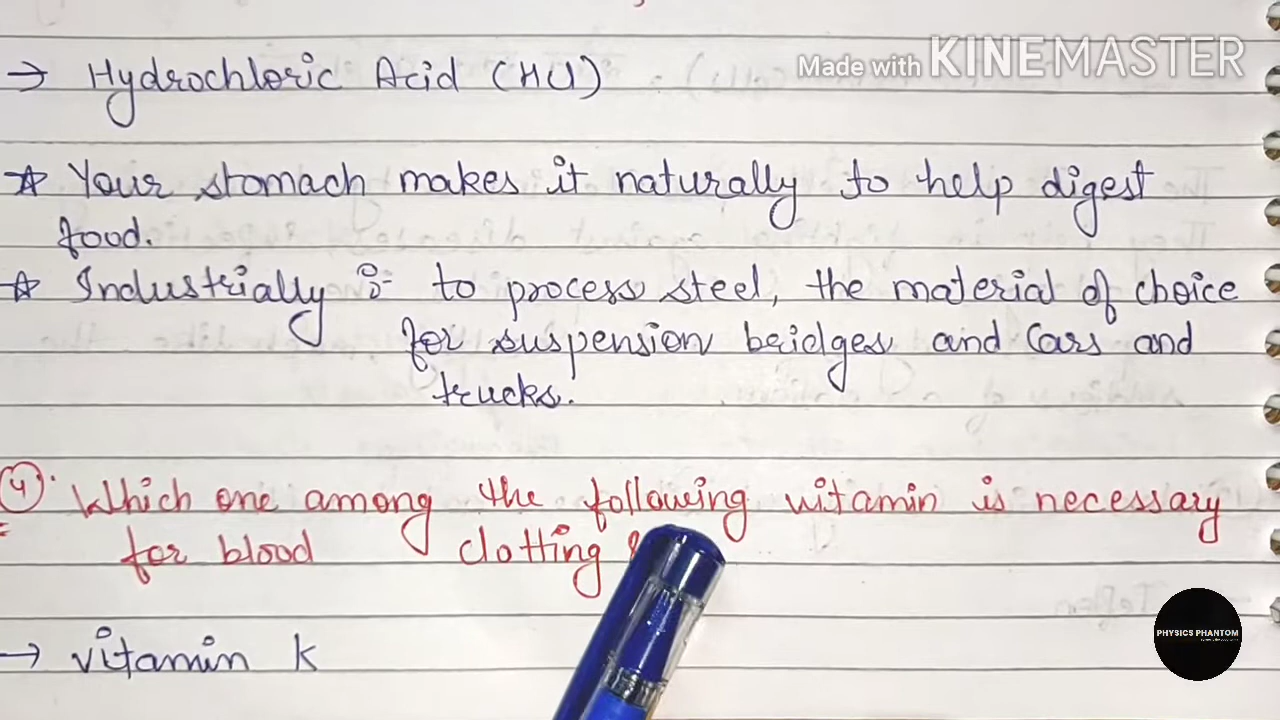 Made with KINEMASTER
→ Hydrochloric Acid (HCl)
☆ Your stomach makes it naturally to help digest
food.
☆ Industrially :- to process steel, the material of choice
for suspension bridges and Cars and
trucks.
4. Which one among the following vitamin is necessary
for blood clotting
→ vitamin k
PHYSICS PHANTOM